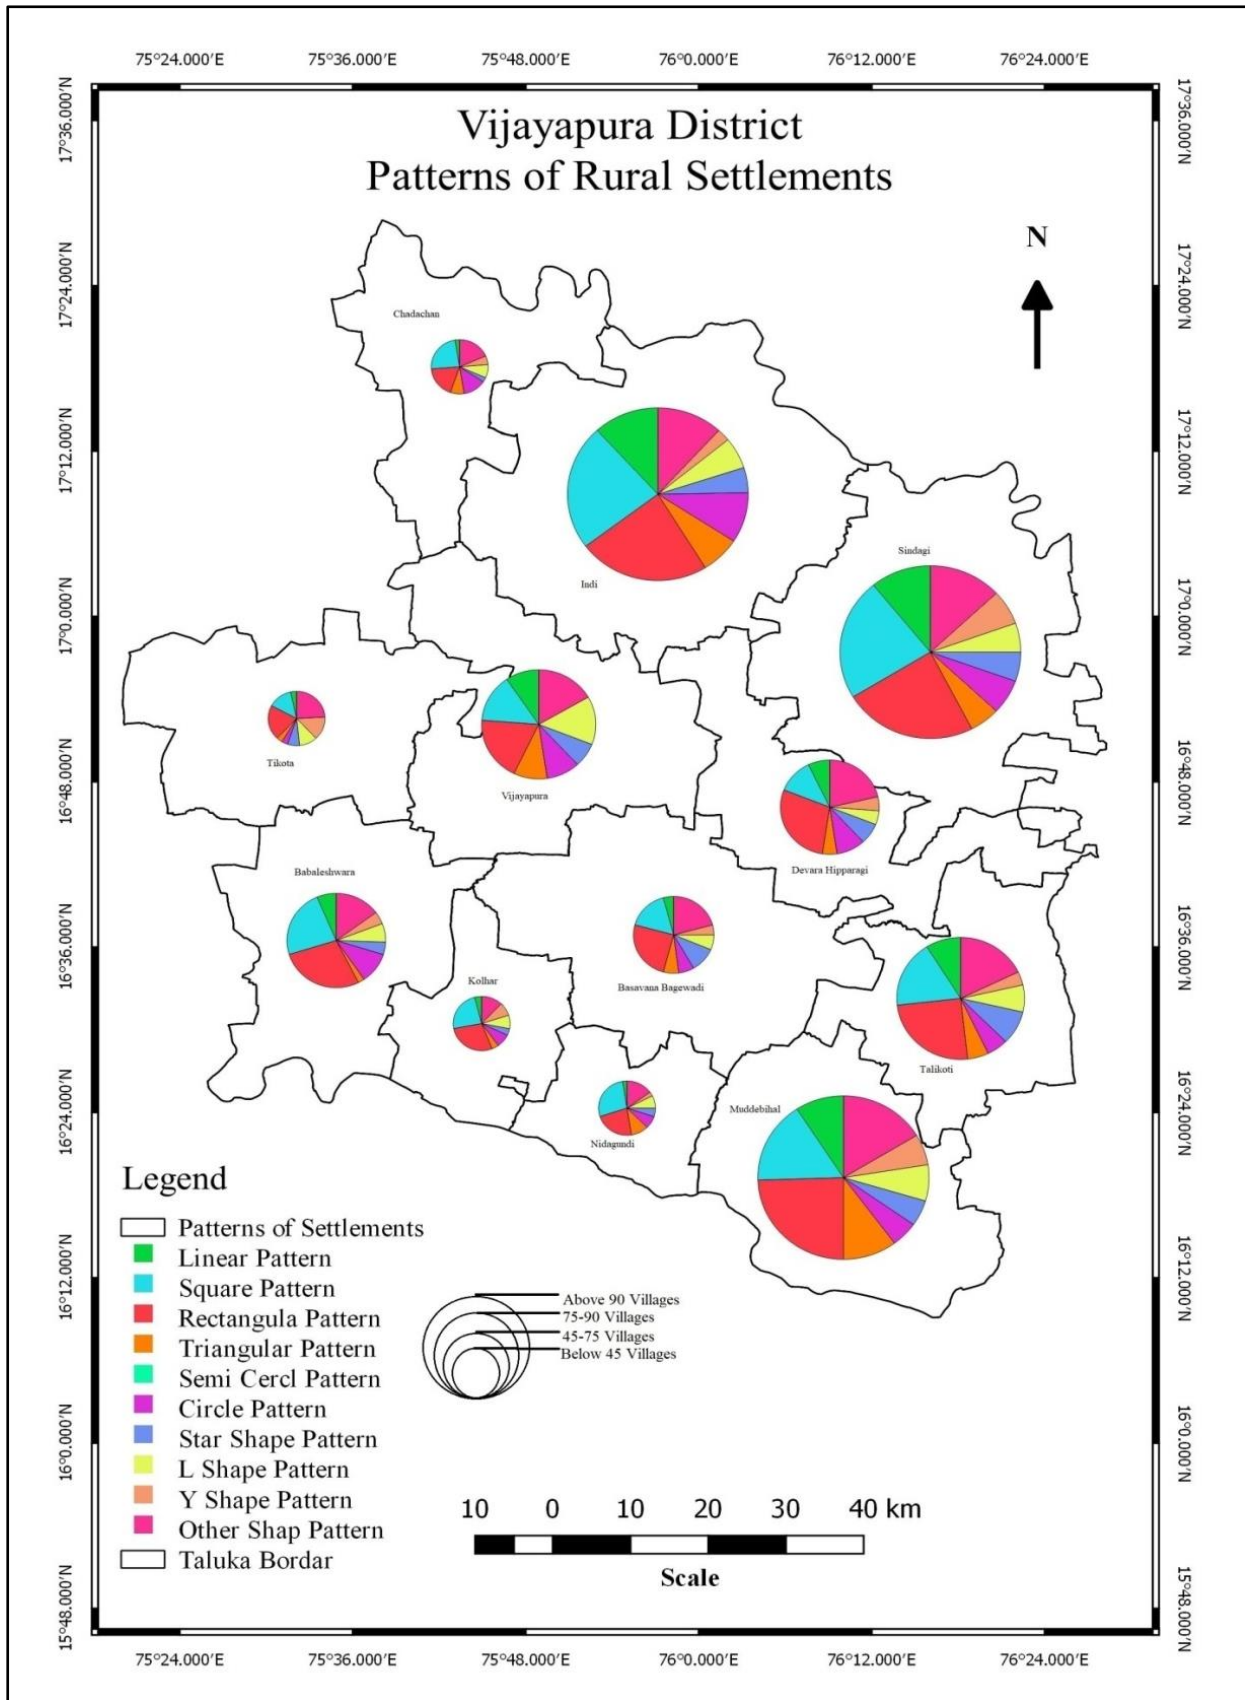 75°24.000'E 75°36.000'E 75°48.000'E 76°0.000'E 76°12.000'E 76°24.000'E
17°36.000'N
17°24.000'N
17°12.000'N
17°0.000'N
16°48.000'N
16°36.000'N
16°24.000'N
16°12.000'N
16°0.000'N
15°48.000'N
Vijayapura District
Patterns of Rural Settlements
N
Chadachan
Sindagi
Indi
Tikota
Vijayapura
Devara Hipparagi
Babaleshwara
Kolhar
Basavana Bagewadi
Talikoti
Muddebihal
Nidagundi
Legend
Patterns of Settlements
Linear Pattern
Square Pattern
Rectangula Pattern
Triangular Pattern
Semi Cercl Pattern
Circle Pattern
Star Shape Pattern
L Shape Pattern
Y Shape Pattern
Other Shap Pattern
Taluka Bordar
Above 90 Villages
75-90 Villages
45-75 Villages
Below 45 Villages
10 0 10 20 30 40 km
Scale
17°36.000'N
17°24.000'N
17°12.000'N
17°0.000'N
16°48.000'N
16°36.000'N
16°24.000'N
16°12.000'N
16°0.000'N
15°48.000'N
75°24.000'E 75°36.000'E 75°48.000'E 76°0.000'E 76°12.000'E 76°24.000'E